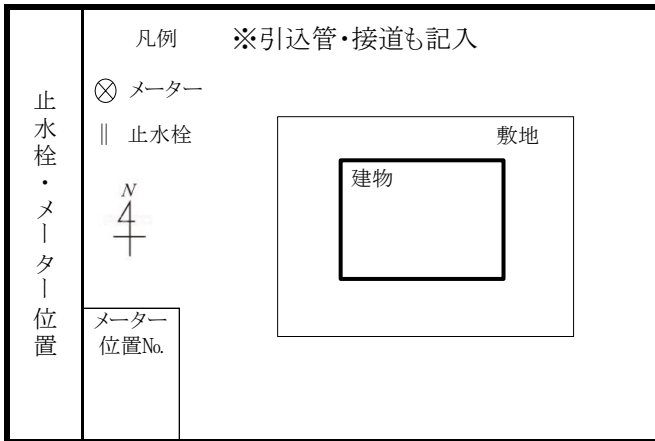 止水栓・メーター位置
凡例
※引込管・接道も記入
⊗ メーター
‖ 止水栓
N
敷地
建物
メーター
位置No.